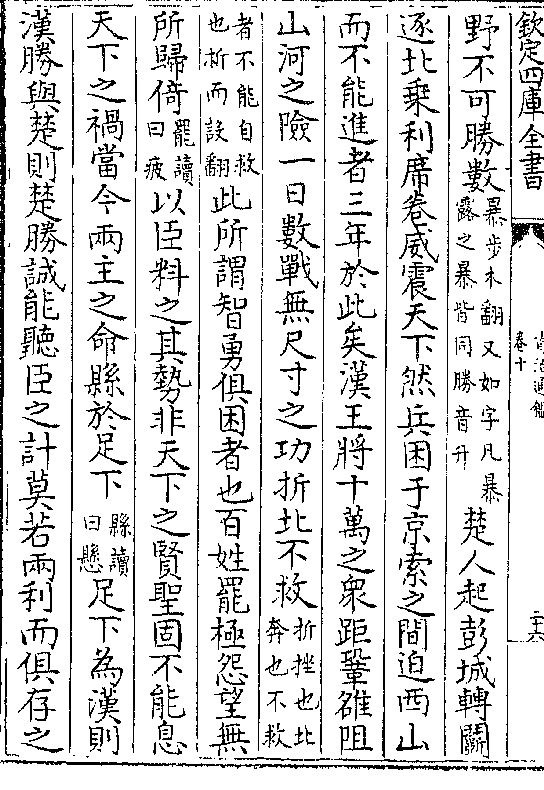 欽定四庫全書
資治通鑑
卷十
二十六
野不可勝數暴步木翻又如字凡暴露之暴皆同勝音升楚人起彭城轉鬬
逐北乗利席卷威震天下然兵困于京索之間迫西山
而不能進者三年於此矣漢王將十萬之衆距鞏雒阻
山河之險一日數戰無尺寸之功折北不救折挫也北奔也不救
者不能自救也折而設翻此所謂智勇俱困者也百姓罷極怨望無
所歸倚罷讀曰疲以臣料之其勢非天下之賢聖固不能息
天下之禍當今兩主之命縣於足下縣讀曰懸足下為漢則
漢勝與楚則楚勝誠能聽臣之計莫若兩利而俱存之